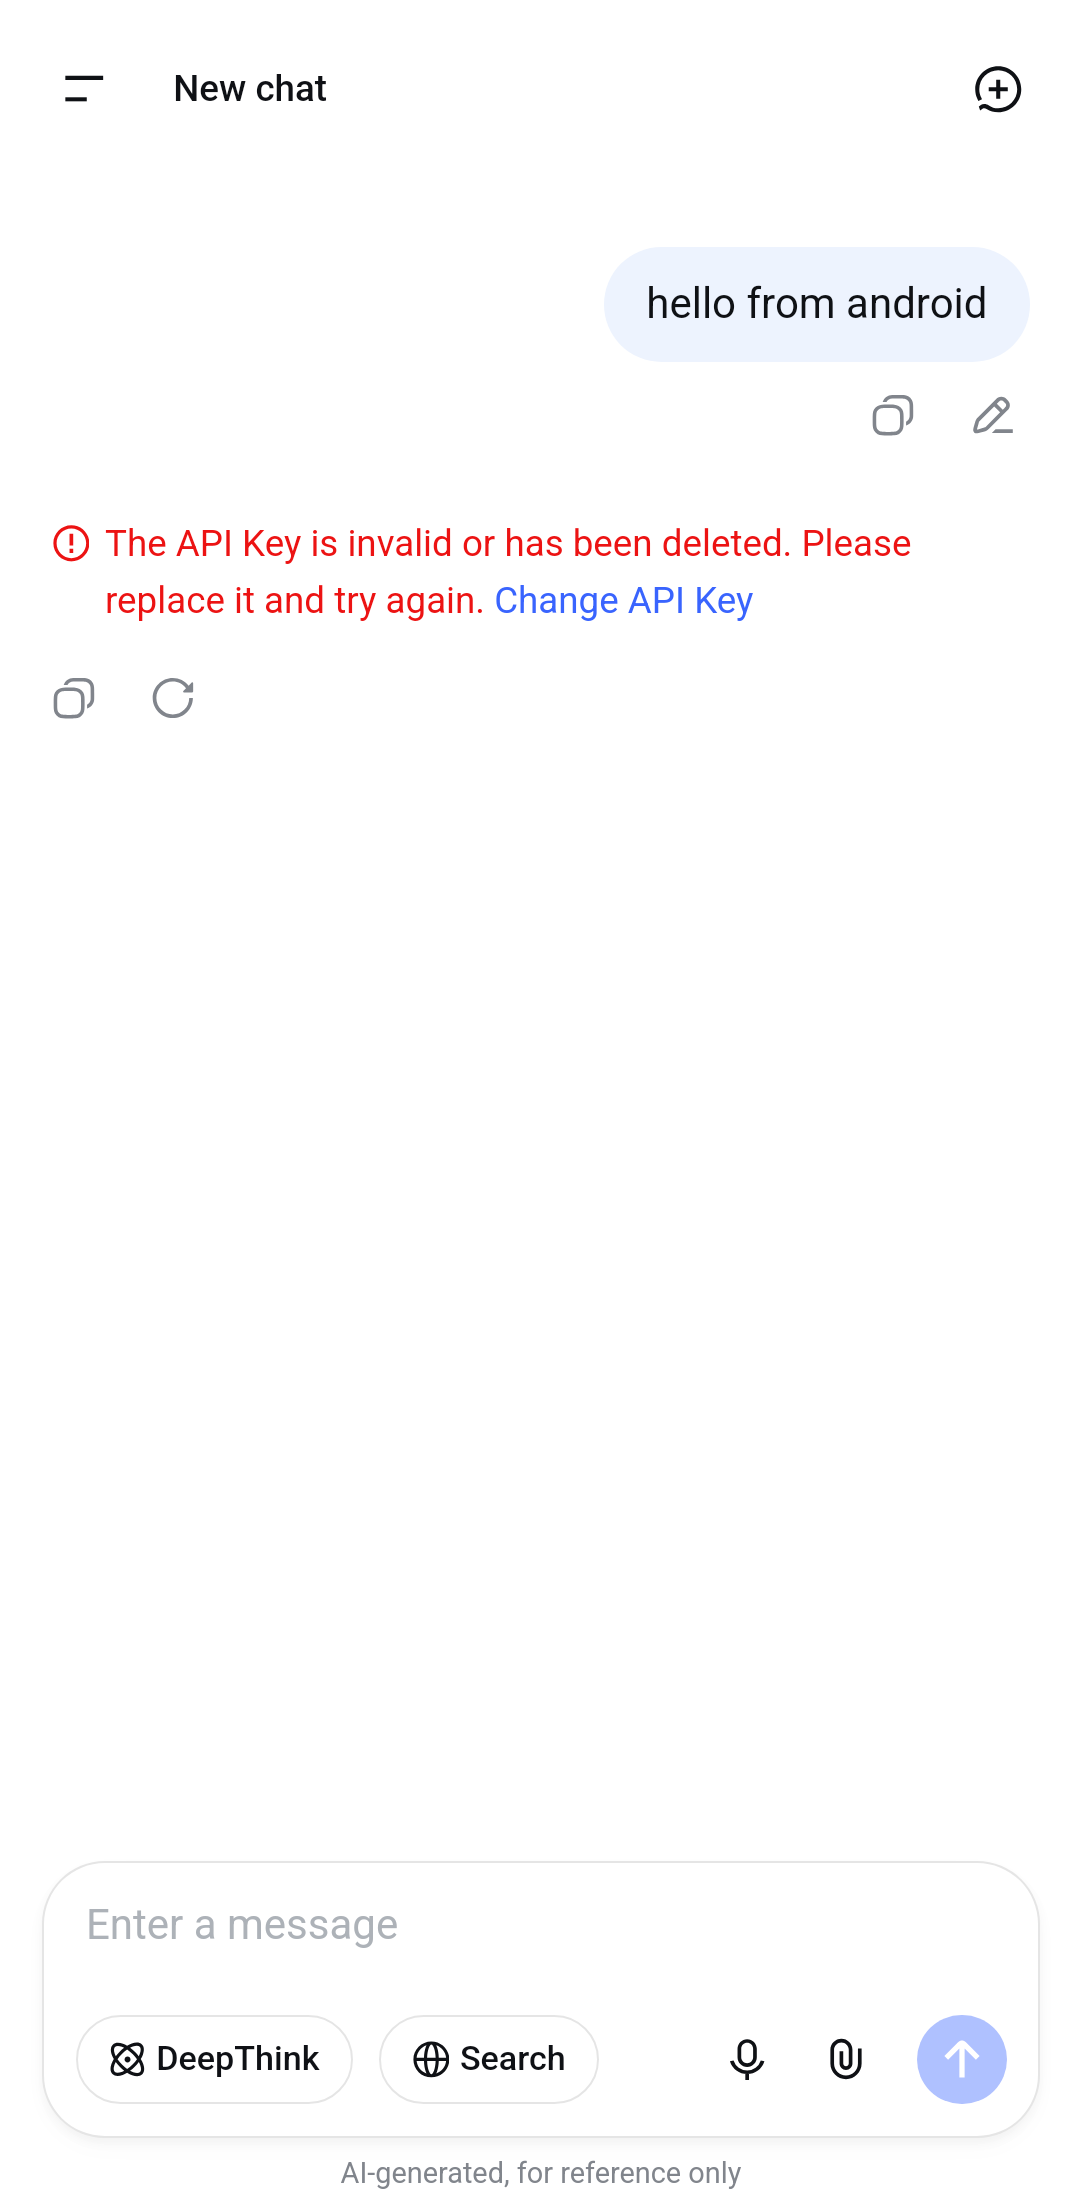 New chat
hello from android
The API Key is invalid or has been deleted. Please
replace it and try again. Change API Key
Enter a message
DeepThink
Search
AI-generated, for reference only